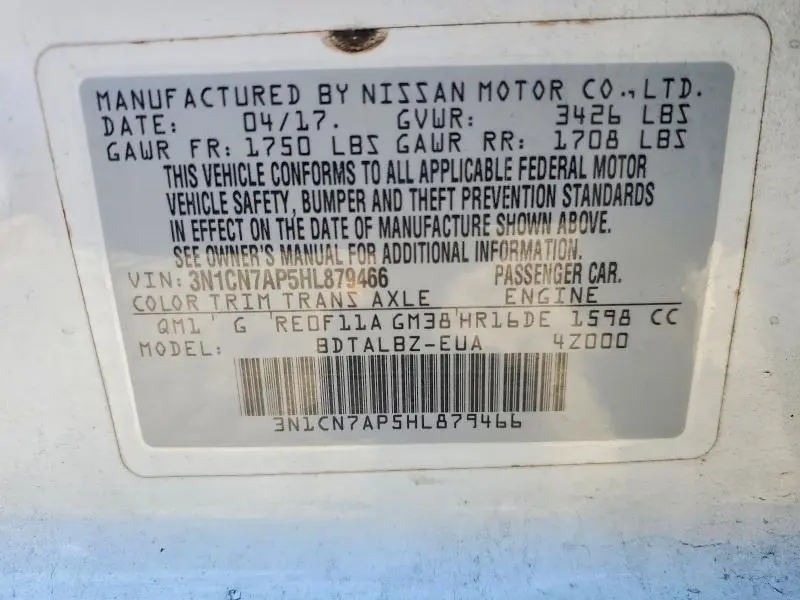 MANUFACTURED BY NISSAN MOTOR CO., LTD.
DATE: 04/17. GVWR: 3426 LBS
GAWR FR: 1750 LBS GAWR RR: 1708 LBS
THIS VEHICLE CONFORMS TO ALL APPLICABLE FEDERAL MOTOR
VEHICLE SAFETY, BUMPER AND THEFT PREVENTION STANDARDS
IN EFFECT ON THE DATE OF MANUFACTURE SHOWN ABOVE.
SEE OWNER'S MANUAL FOR ADDITIONAL INFORMATION.
VIN: 3N1CN7AP5HL879466 PASSENGER CAR.
COLOR TRIM TRANS AXLE ENGINE
QM1 G RE0F11A GM38 HR16DE 1598 CC
MODEL: BDTALBZ-EUA 4Z000
3N1CN7AP5HL879466